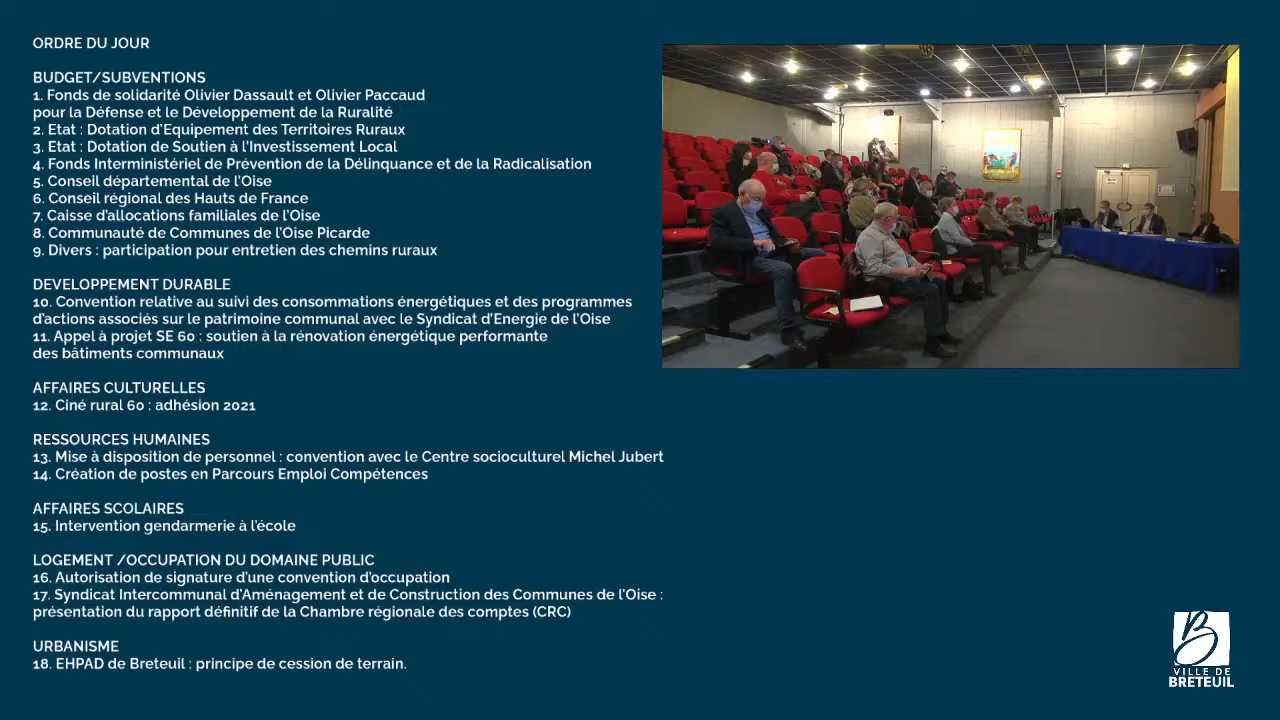 ORDRE DU JOUR
BUDGET/SUBVENTIONS
1. Fonds de solidarité Olivier Dassault et Olivier Paccaud
pour la Défense et le Développement de la Ruralité
2. Etat : Dotation d'Equipement des Territoires Ruraux
3. Etat : Dotation de Soutien à l'Investissement Local
4. Fonds Interministériel de Prévention de la Délinquance et de la Radicalisation
5. Conseil départemental de l'Oise
6. Conseil régional des Hauts de France
7. Caisse d'allocations familiales de l'Oise
8. Communauté de Communes de l'Oise Picarde
9. Divers : participation pour entretien des chemins ruraux
DEVELOPPEMENT DURABLE
10. Convention relative au suivi des consommations énergétiques et des programmes
d'actions associés sur le patrimoine communal avec le Syndicat d'Energie de l'Oise
11. Appel à projet SE 60 : soutien à la rénovation énergétique performante
des bâtiments communaux
AFFAIRES CULTURELLES
12. Ciné rural 60 : adhésion 2021
RESSOURCES HUMAINES
13. Mise à disposition de personnel : convention avec le Centre socioculturel Michel Jubert
14. Création de postes en Parcours Emploi Compétences
AFFAIRES SCOLAIRES
15. Intervention gendarmerie à l'école
LOGEMENT /OCCUPATION DU DOMAINE PUBLIC
16. Autorisation de signature d'une convention d'occupation
17. Syndicat Intercommunal d'Aménagement et de Construction des Communes de l'Oise :
présentation du rapport définitif de la Chambre régionale des comptes (CRC)
URBANISME
18. EHPAD de Breteuil : principe de cession de terrain.
B
VILLE DE
BRETEUIL